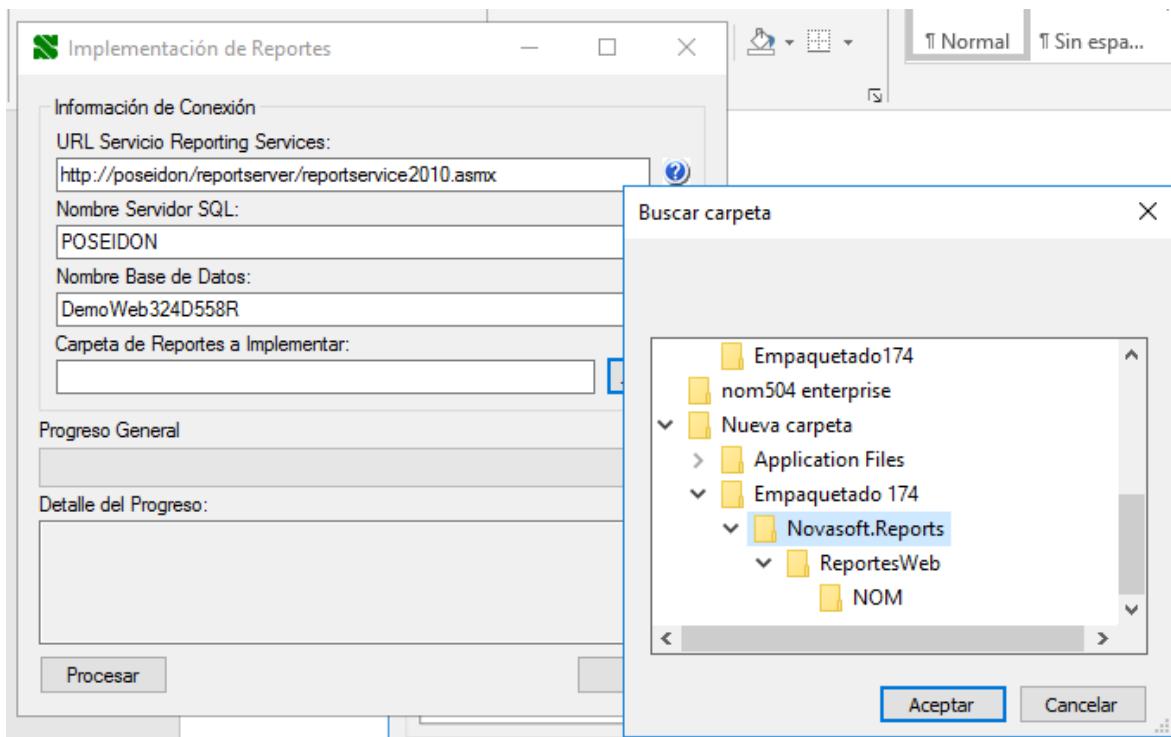 Implementación de Reportes
¶ Normal
¶ Sin espa...
Información de Conexión
URL Servicio Reporting Services:
http://poseidon/reportserver/reportservice2010.asmx
Nombre Servidor SQL:
POSEIDON
Nombre Base de Datos:
DemoWeb324D558R
Carpeta de Reportes a Implementar:
Progreso General
Detalle del Progreso:
Procesar
Buscar carpeta
Empaquetado174
nom504 enterprise
Nueva carpeta
Application Files
Empaquetado 174
Novasoft.Reports
ReportesWeb
NOM
Aceptar
Cancelar